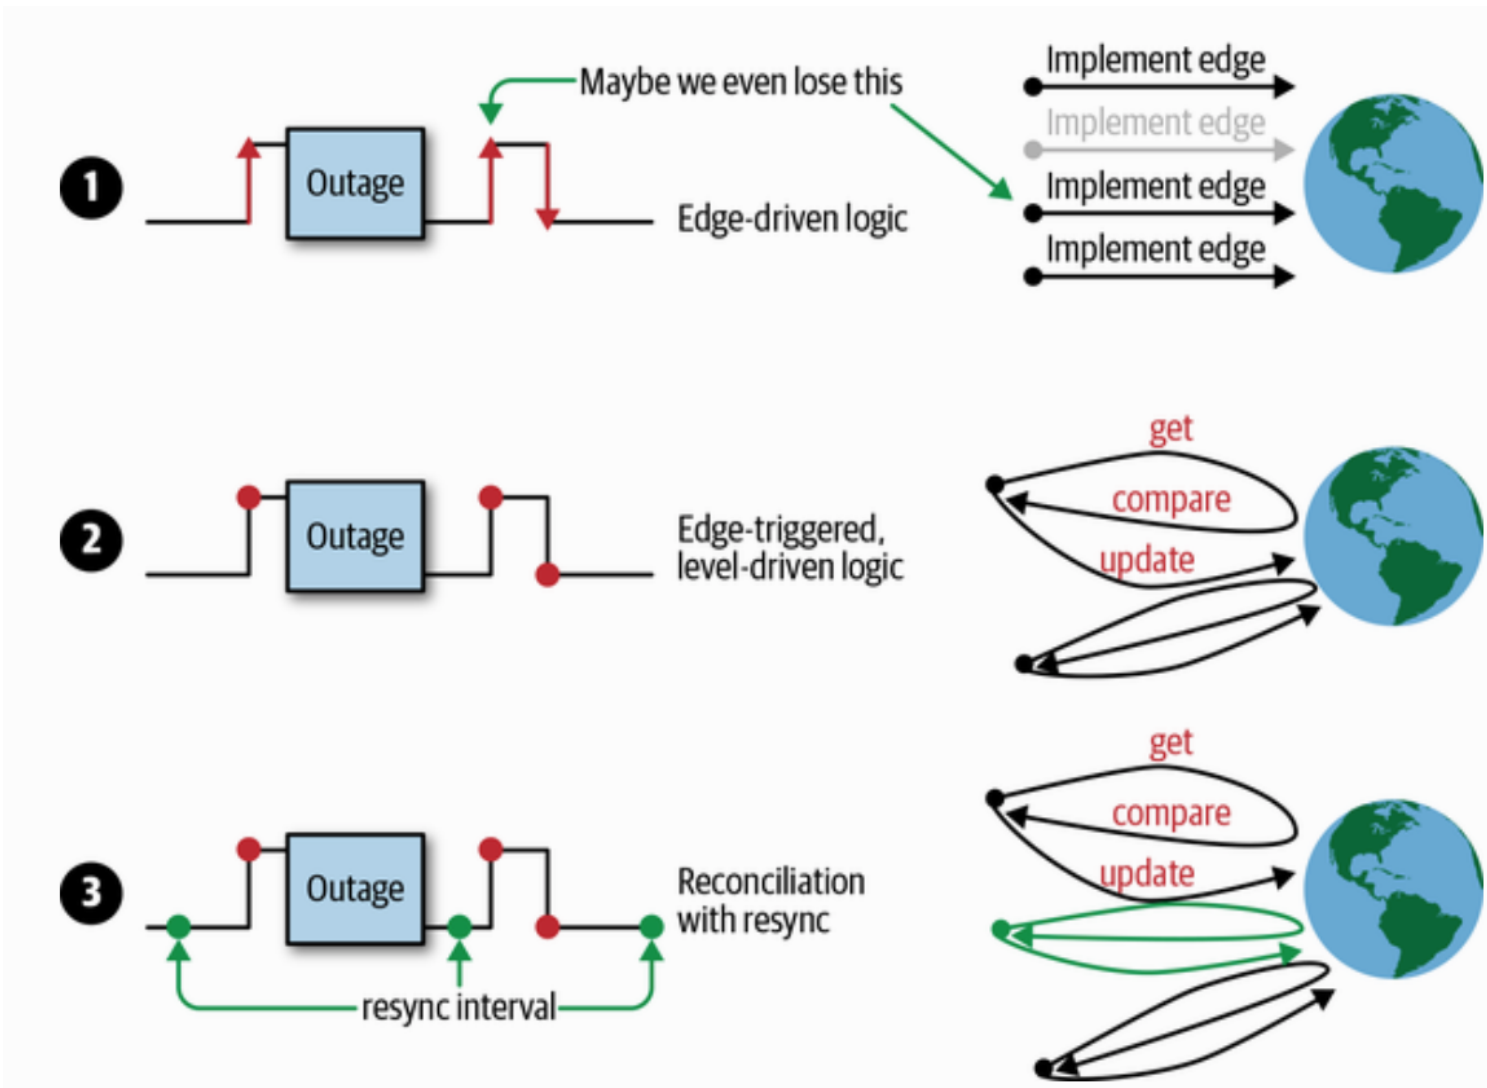 Maybe we even lose this
Implement edge
Implement edge
1
Outage
Implement edge
Edge-driven logic
Implement edge
get
2
Outage
Edge-triggered,
level-driven logic
compare
update
get
3
Outage
Reconciliation
with resync
compare
update
resync interval